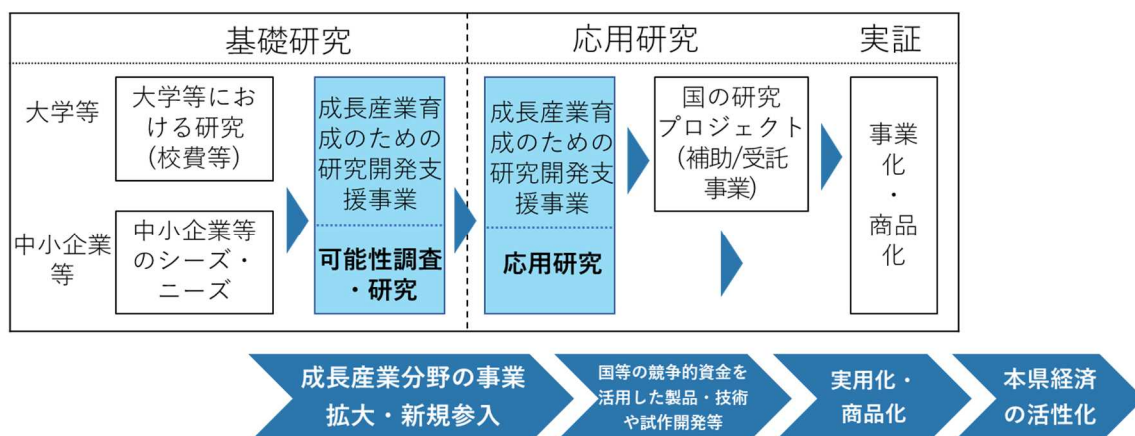 基礎研究
応用研究
実証
大学等
大学等にお
ける研究
(校費等)
成長産業育
成のための
研究開発支
援事業
可能性調査
・研究
成長産業育
成のための
研究開発支
援事業
応用研究
国の研究
プロジェクト
(補助/受託
事業)
事業
化
・
商品
化
中小企業
等
中小企業等
のシーズ・
ニーズ
成長産業分野の事業
拡大・新規参入
国等の競争的資金を
活用した製品・技術
や試作開発等
実用化・
商品化
本県経済
の活性化